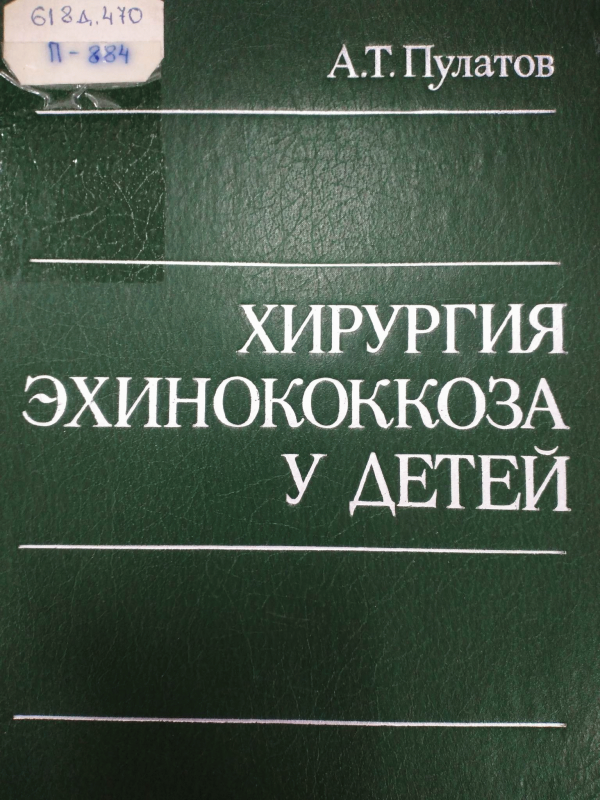 618д.470
П-884
А.Т. Пулатов
ХИРУРГИЯ
ЭХИНОКОККОЗА
У ДЕТЕЙ